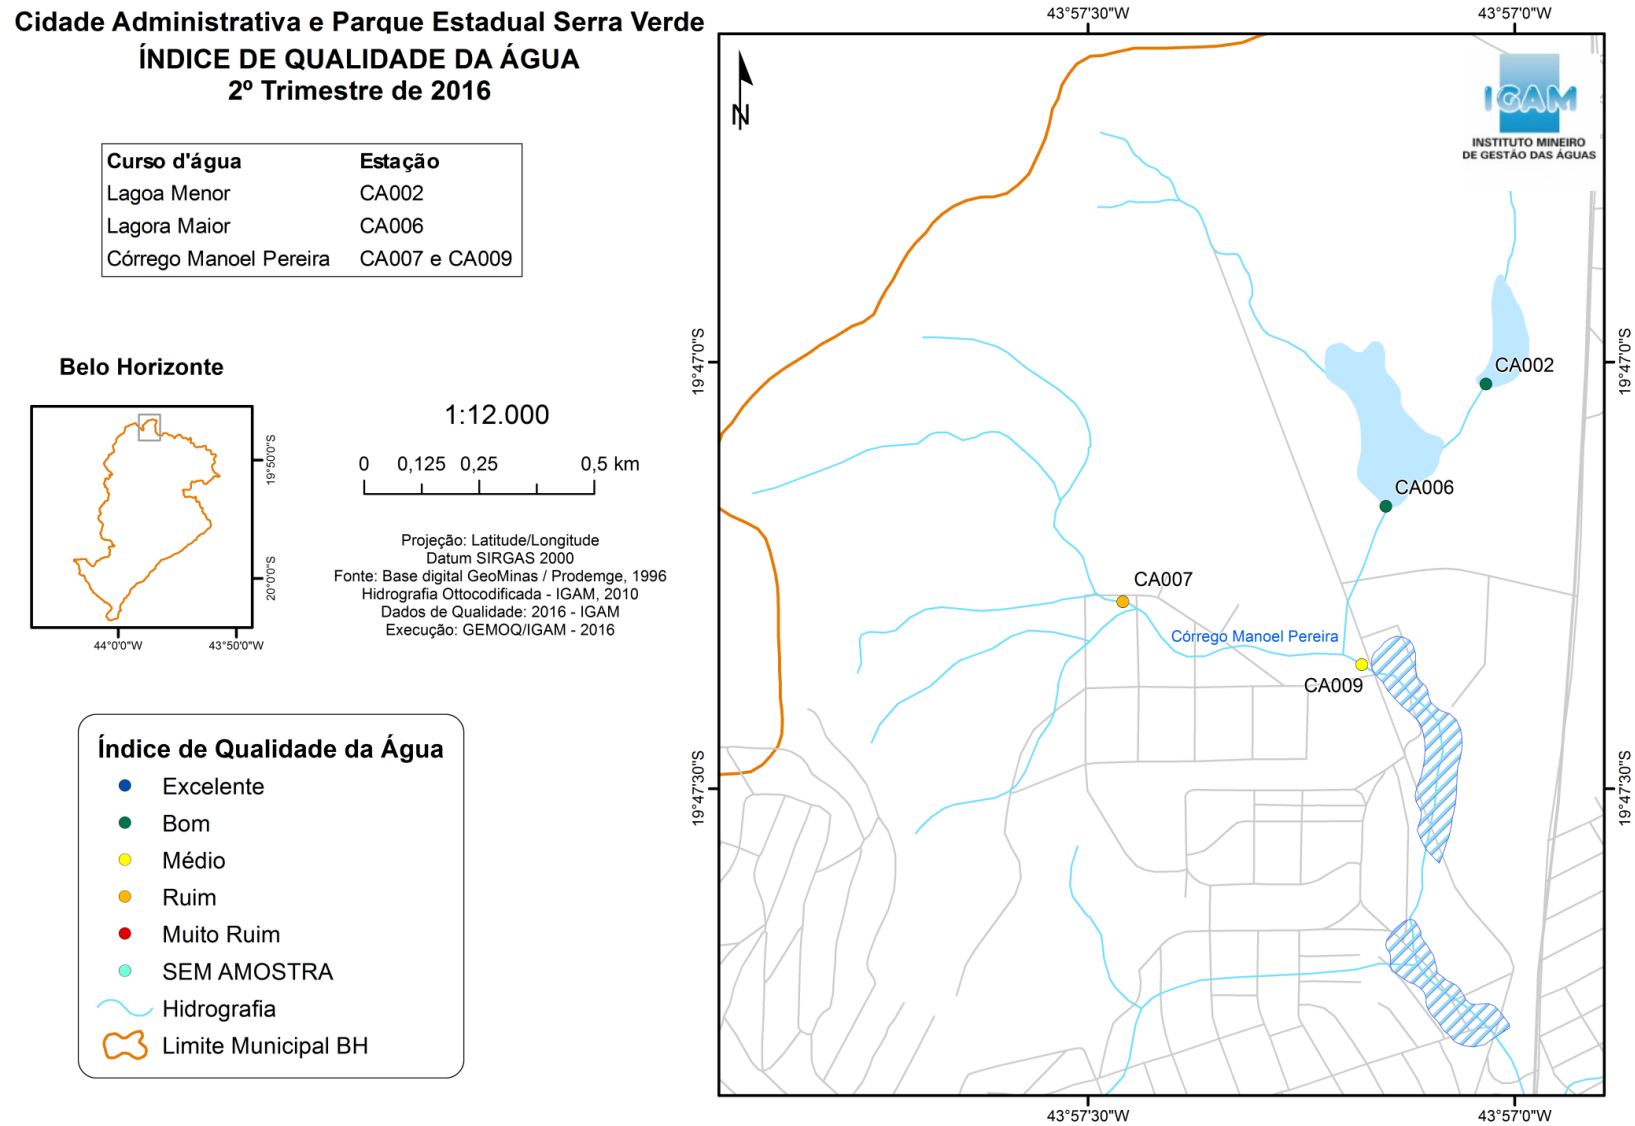 Cidade Administrativa e Parque Estadual Serra Verde
ÍNDICE DE QUALIDADE DA ÁGUA
2º Trimestre de 2016
Curso d'água Estação
Lagoa Menor CA002
Lagora Maior CA006
Córrego Manoel Pereira CA007 e CA009
Belo Horizonte
19°50'0"S
20°0'0"S
44°0'0"W 43°50'0"W
1:12.000
0 0,125 0,25 0,5 km
Projeção: Latitude/Longitude
Datum SIRGAS 2000
Fonte: Base digital GeoMinas / Prodemge, 1996
Hidrografia Ottocodificada - IGAM, 2010
Dados de Qualidade: 2016 - IGAM
Execução: GEMOQ/IGAM - 2016
Índice de Qualidade da Água
Excelente
Bom
Médio
Ruim
Muito Ruim
SEM AMOSTRA
Hidrografia
Limite Municipal BH
43°57'30"W 43°57'0"W
N
IGAM
INSTITUTO MINEIRO
DE GESTÃO DAS ÁGUAS
19°47'0"S 19°47'0"S
CA002
CA006
CA007
Córrego Manoel Pereira
CA009
19°47'30"S 19°47'30"S
43°57'30"W 43°57'0"W